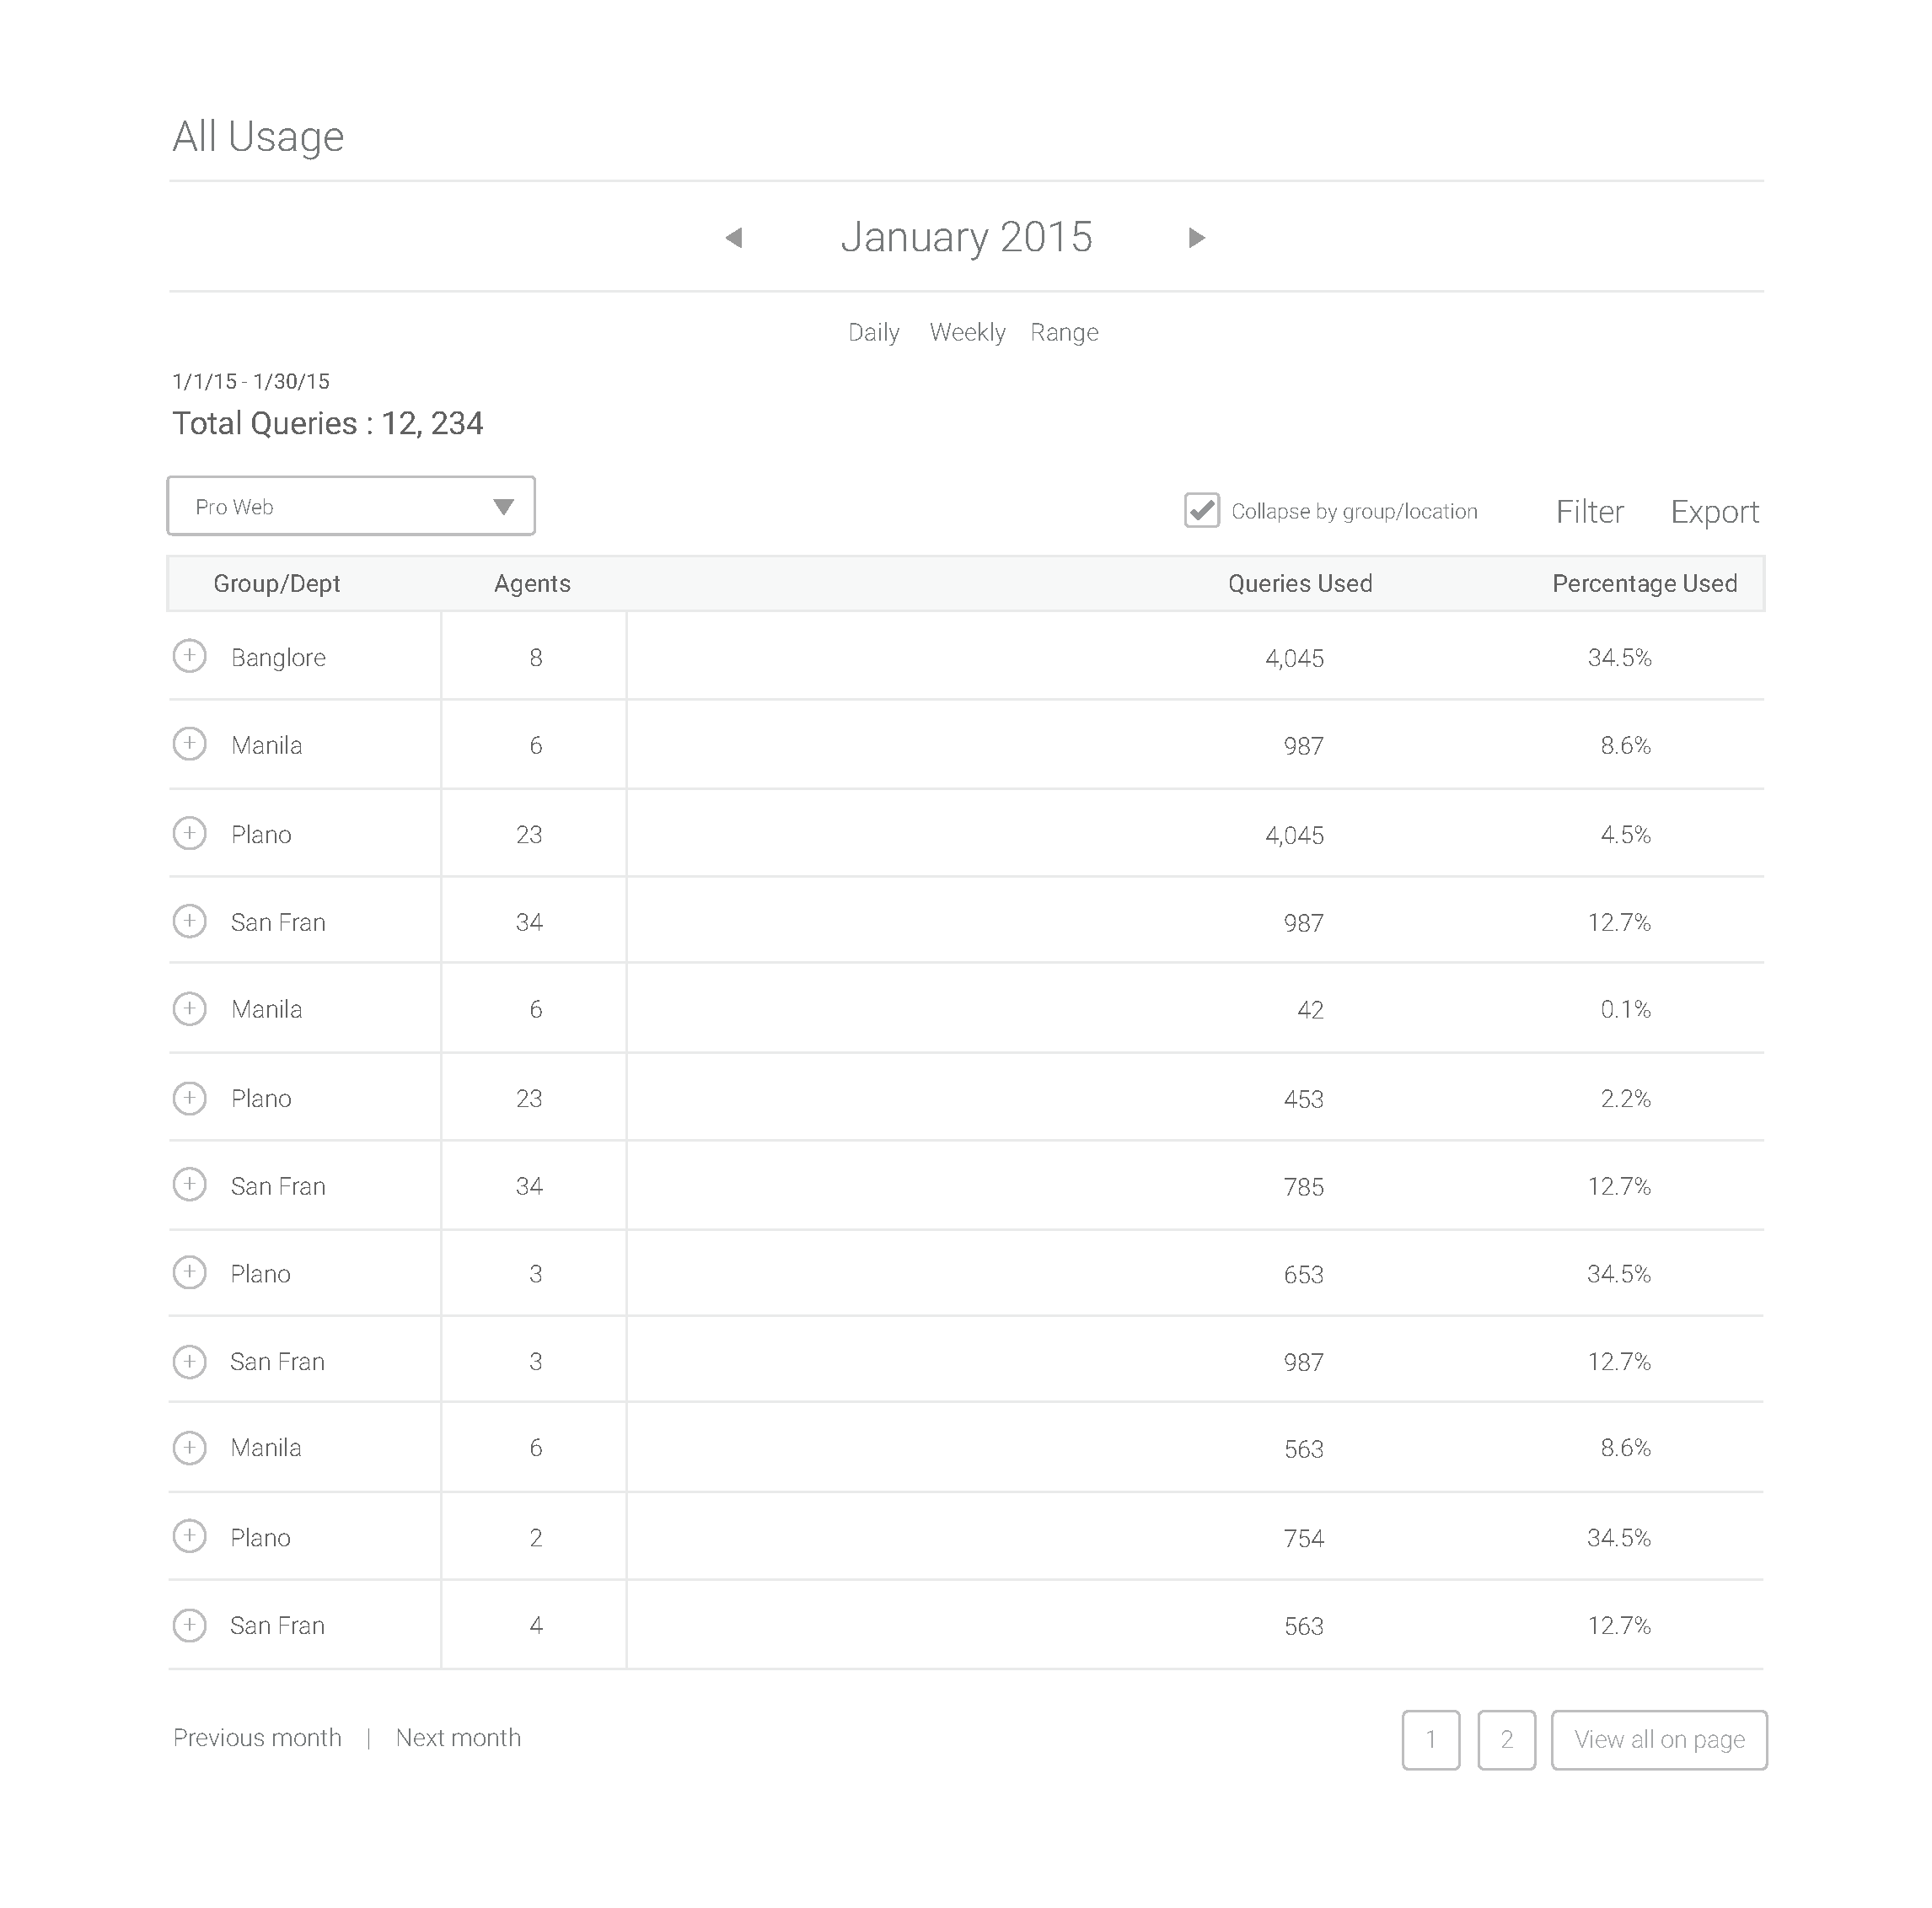 All Usage
January 2015
Daily Weekly Range
1/1/15 - 1/30/15
Total Queries : 12, 234
Pro Web Collapse by group/location Filter Export
Group/Dept Agents Queries Used Percentage Used
Banglore 8 4,045 34.5%
Manila 6 987 8.6%
Plano 23 4,045 4.5%
San Fran 34 987 12.7%
Manila 6 42 0.1%
Plano 23 453 2.2%
San Fran 34 785 12.7%
Plano 3 653 34.5%
San Fran 3 987 12.7%
Manila 6 563 8.6%
Plano 2 754 34.5%
San Fran 4 563 12.7%
Previous month | Next month 1 2 View all on page